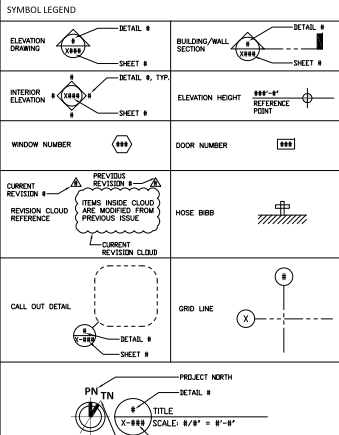 SYMBOL LEGEND
ELEVATION
DRAWING
#
X###
DETAIL #
SHEET #
BUILDING/WALL
SECTION
#
X###
DETAIL #
SHEET #
INTERIOR
ELEVATION
#
#
X###
#
#
DETAIL #, TYP.
SHEET #
ELEVATION HEIGHT
###'-#"
REFERENCE
POINT
WINDOW NUMBER
###
DOOR NUMBER
###
CURRENT
REVISION #
PREVIOUS
REVISION #
#
#
REVISION CLOUD
REFERENCE
ITEMS INSIDE CLOUD
ARE MODIFIED FROM
PREVIOUS ISSUE
CURRENT
REVISION CLOUD
HOSE BIBB
CALL OUT DETAIL
#
X-###
DETAIL #
SHEET #
GRID LINE
#
X
PROJECT NORTH
PN
TN
DETAIL #
#
TITLE
X-###
SCALE: #/#" = #'-#"